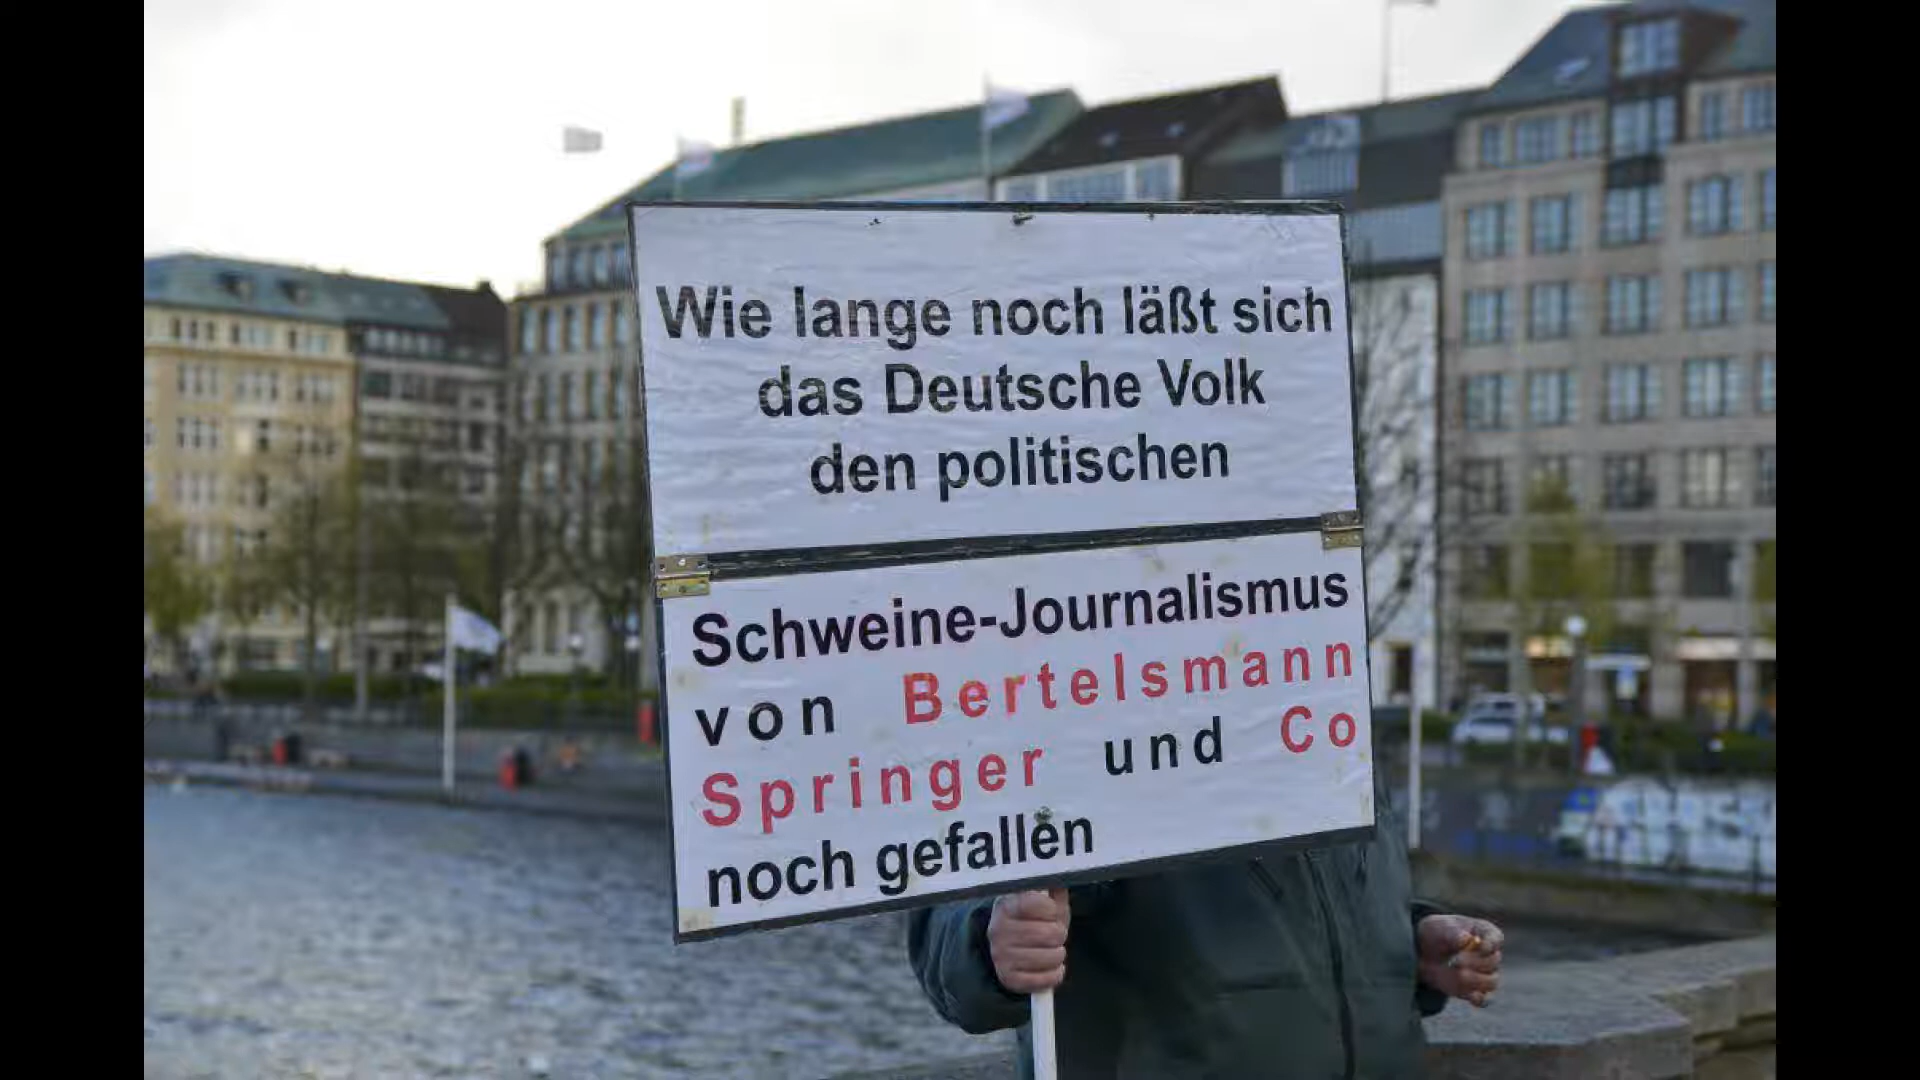 Wie lange noch läßt sich
das Deutsche Volk
den politischen
Schweine-Journalismus
von Bertelsmann
Springer und Co
noch gefallen